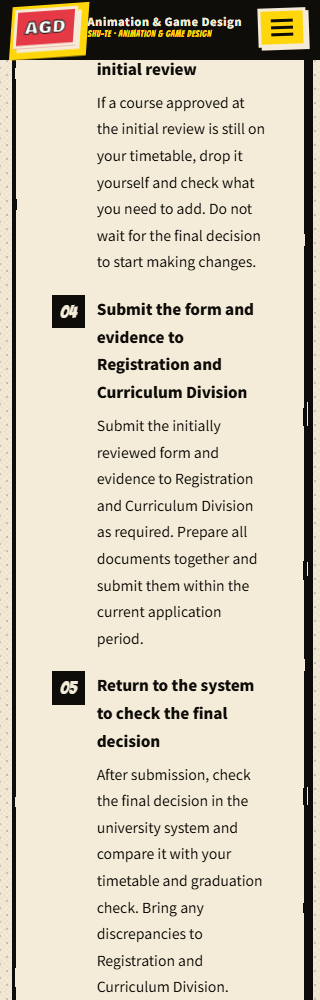 AGD
Animation & Game Design
SHU-TE · ANIMATION & GAME DESIGN
initial review
If a course approved at
the initial review is still on
your timetable, drop it
yourself and check what
you need to add. Do not
wait for the final decision
to start making changes.
04
Submit the form and
evidence to
Registration and
Curriculum Division
Submit the initially
reviewed form and
evidence to Registration
and Curriculum Division
as required. Prepare all
documents together and
submit them within the
current application
period.
05
Return to the system
to check the final
decision
After submission, check
the final decision in the
university system and
compare it with your
timetable and graduation
check. Bring any
discrepancies to
Registration and
Curriculum Division.